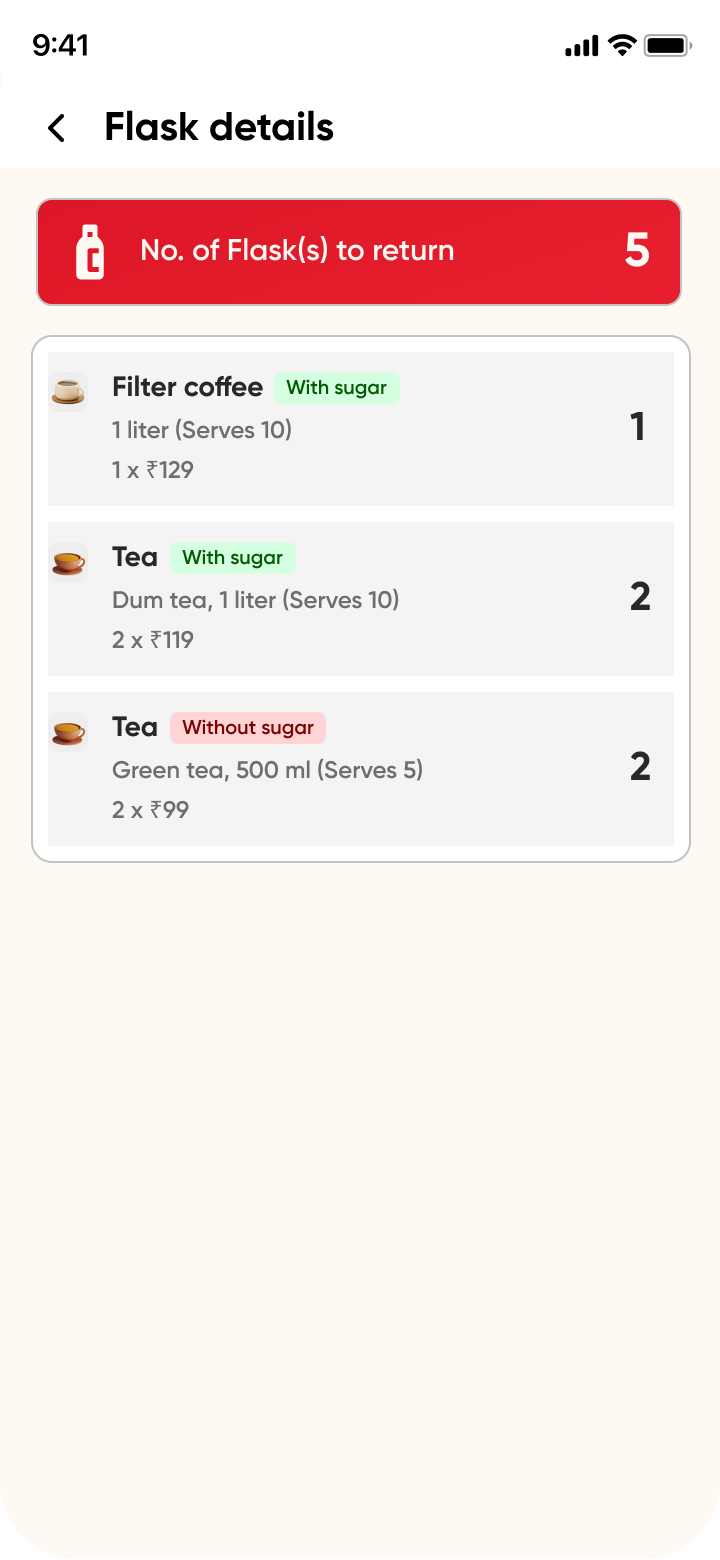 9:41
Flask details
No. of Flask(s) to return 5
Filter coffee With sugar
1 liter (Serves 10)
1
1 x ₹129
Tea With sugar
Dum tea, 1 liter (Serves 10)
2
2 x ₹119
Tea Without sugar
Green tea, 500 ml (Serves 5)
2
2 x ₹99